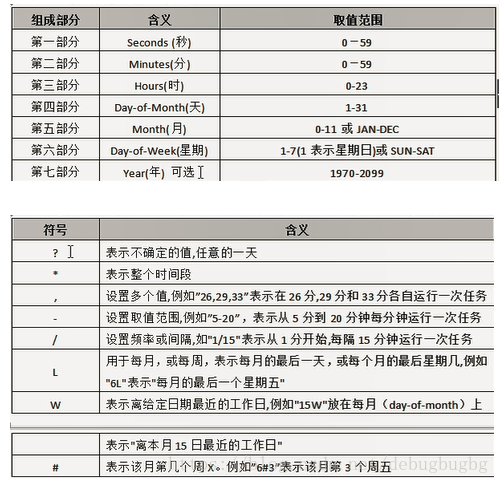 组成部分 含义 取值范围
第一部分 Seconds (秒) 0－59
第二部分 Minutes(分) 0－59
第三部分 Hours(时) 0-23
第四部分 Day-of-Month(天) 1-31
第五部分 Month(月) 0-11 或 JAN-DEC
第六部分 Day-of-Week(星期) 1-7(1 表示星期日)或 SUN-SAT
第七部分 Year(年) 可选 1970-2099
符号 含义
? 表示不确定的值,任意的一天
* 表示整个时间段
, 设置多个值,例如"26,29,33"表示在 26 分,29 分和 33 分各自运行一次任务
- 设置取值范围,例如"5-20"，表示从 5 分到 20 分钟每分钟运行一次任务
/ 设置频率或间隔,如"1/15"表示从 1 分开始,每隔 15 分钟运行一次任务
L 用于每月，或每周，表示每月的最后一天，或每个月的最后星期几,例如
"6L"表示"每月的最后一个星期五"
W 表示离给定日期最近的工作日,例如"15W"放在每月（day-of-month）上
表示"离本月 15 日最近的工作日"
# 表示该月第几个周 X。例如"6#3"表示该月第 3 个周五